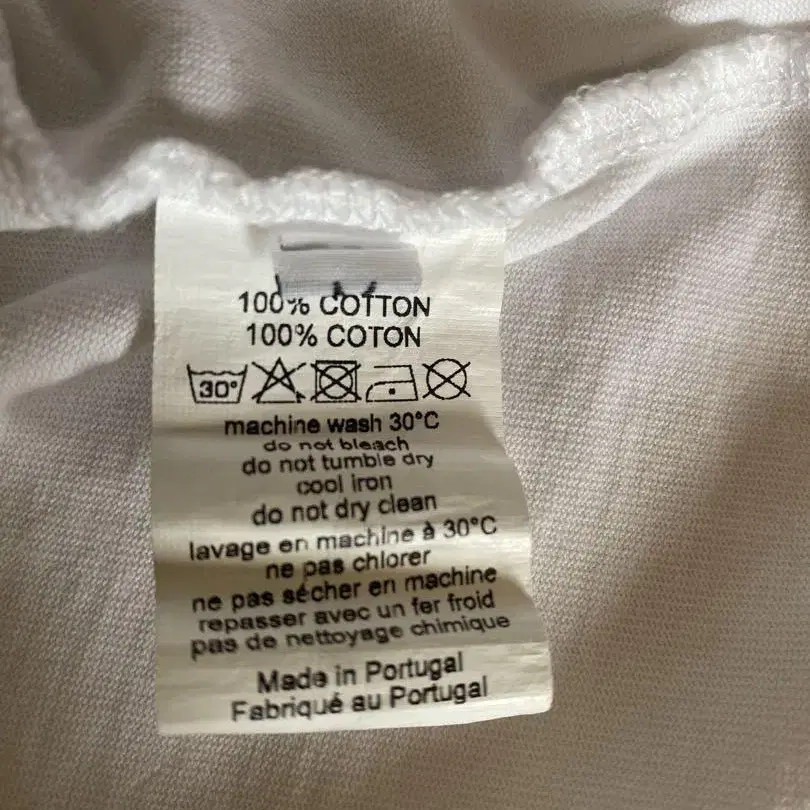 100% COTTON
100% COTON
30°
machine wash 30°C
do not bleach
do not tumble dry
cool iron
do not dry clean
lavage en machine à 30°C
ne pas chlorer
ne pas sécher en machine
repasser avec un fer froid
pas de nettoyage chimique
Made in Portugal
Fabriqué au Portugal